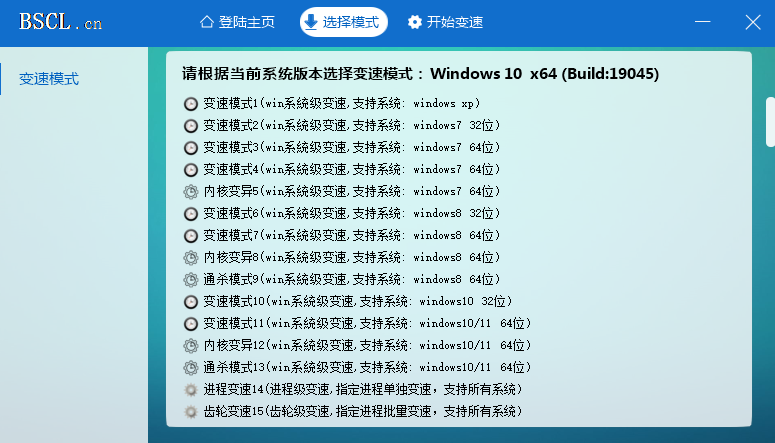 BSCL.cn 登陆主页 选择模式 开始变速
变速模式
请根据当前系统版本选择变速模式：Windows 10 x64 (Build:19045)
变速模式1(win系统级变速,支持系统: windows xp)
变速模式2(win系统级变速,支持系统: windows7 32位)
变速模式3(win系统级变速,支持系统: windows7 64位)
变速模式4(win系统级变速,支持系统: windows7 64位)
内核变异5(win系统级变速,支持系统: windows7 64位)
变速模式6(win系统级变速,支持系统: windows8 32位)
变速模式7(win系统级变速,支持系统: windows8 64位)
内核变异8(win系统级变速,支持系统: windows8 64位)
通杀模式9(win系统级变速,支持系统: windows8 64位)
变速模式10(win系统级变速,支持系统: windows10 32位)
变速模式11(win系统级变速,支持系统: windows10/11 64位)
内核变异12(win系统级变速,支持系统: windows10/11 64位)
通杀模式13(win系统级变速,支持系统: windows10/11 64位)
进程变速14(进程级变速,指定进程单独变速，支持所有系统)
齿轮变速15(齿轮级变速,指定进程批量变速，支持所有系统)